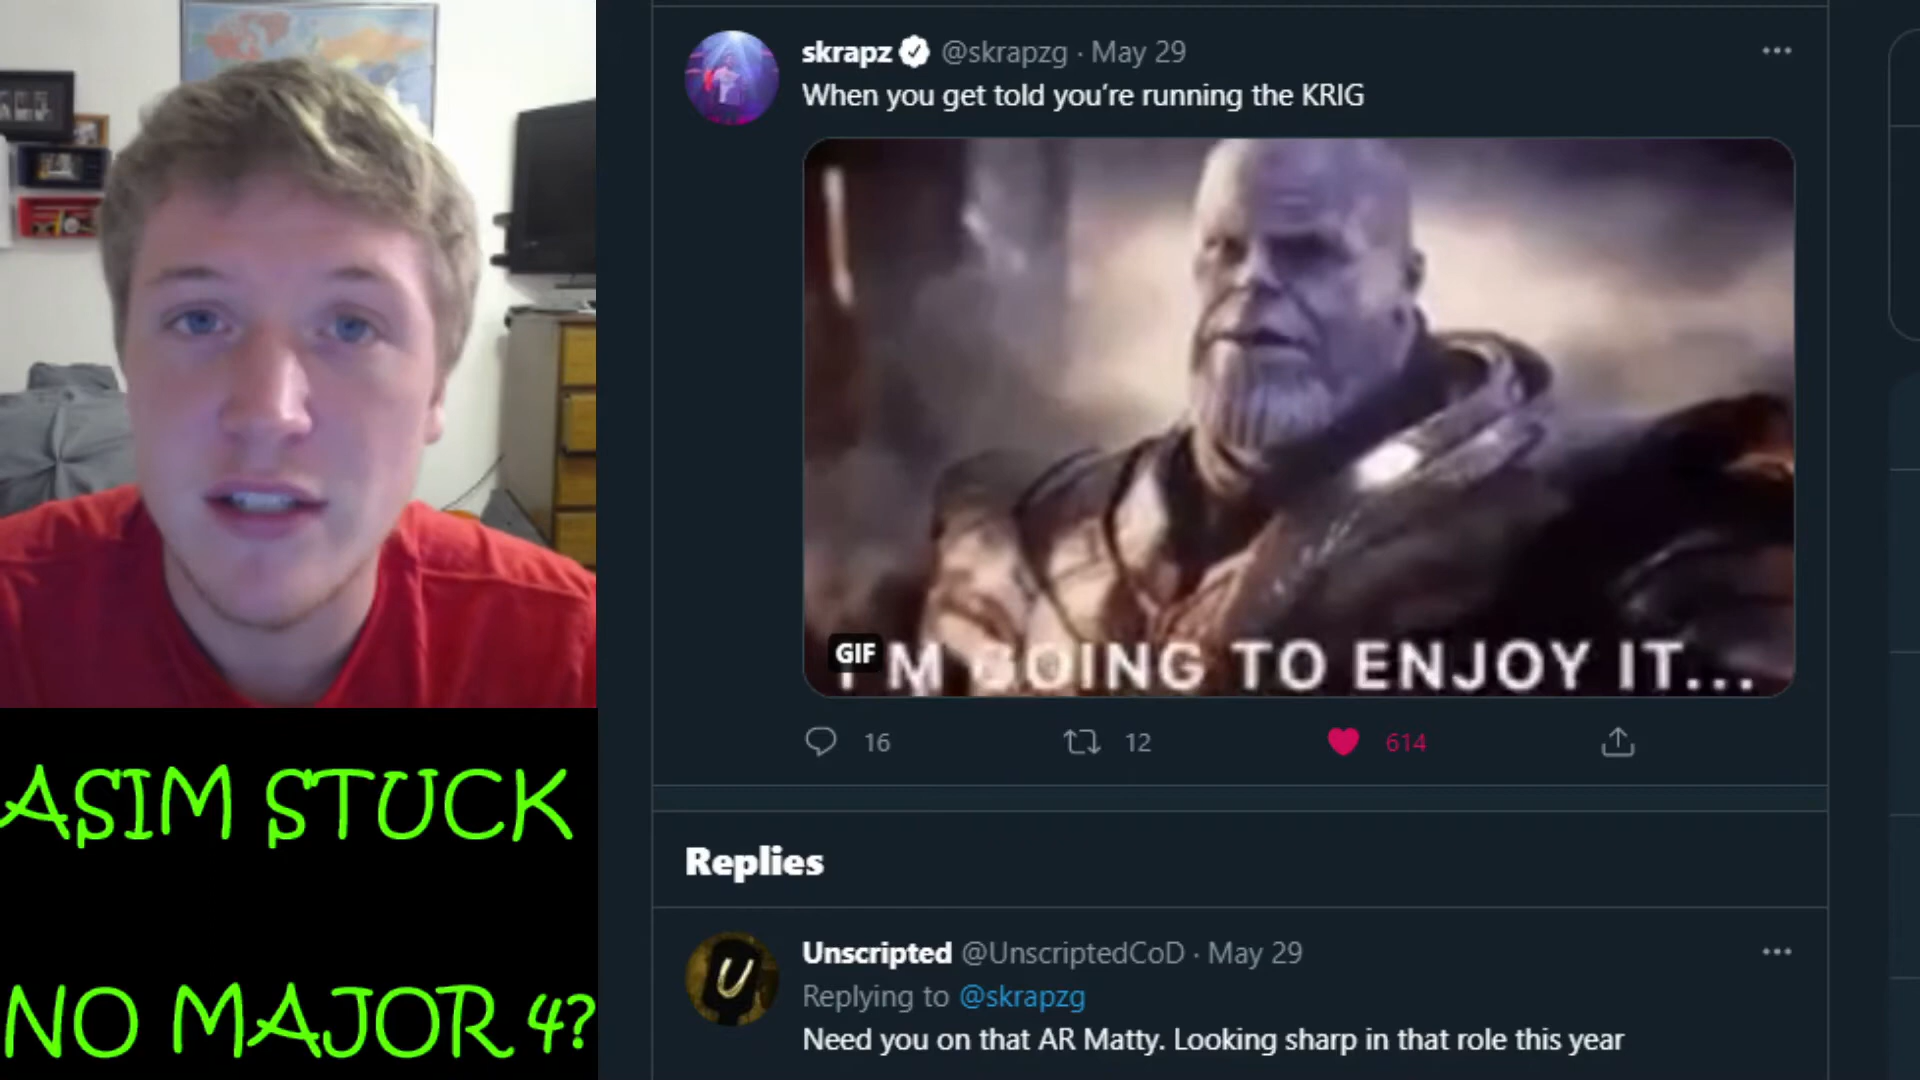 skrapz @skrapzg · May 29
When you get told you're running the KRIG
GIF
I'M GOING TO ENJOY IT...
16 12 614
Replies
Unscripted @UnscriptedCoD · May 29
Replying to @skrapzg
Need you on that AR Matty. Looking sharp in that role this year
ASIM STUCK
NO MAJOR 4?